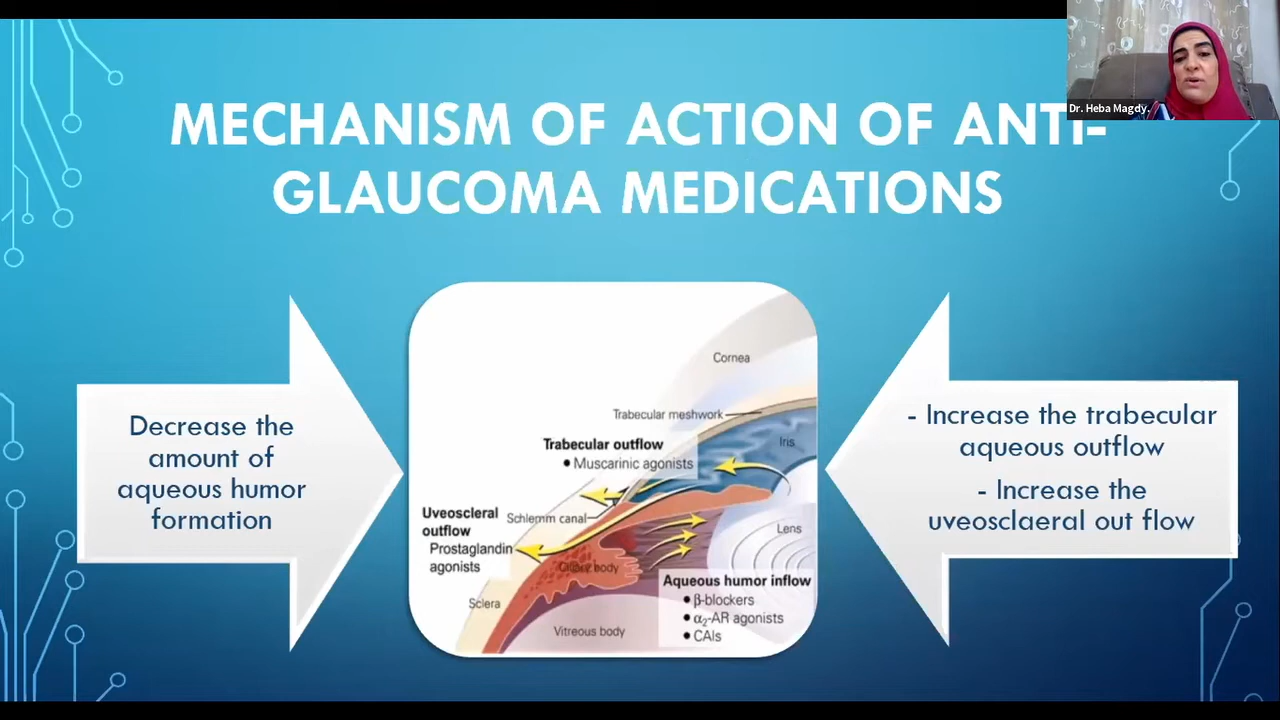 Dr. Heba Magdy.
MECHANISM OF ACTION OF ANTI-
GLAUCOMA MEDICATIONS
Decrease the
amount of
aqueous humor
formation
Cornea
Trabecular meshwork
Iris
Trabecular outflow
• Muscarinic agonists
Uveoscleral
outflow
Schlemm canal
Prostaglandin
agonists
Lens
Ciliary body
Aqueous humor inflow
• β-blockers
• α₂-AR agonists
• CAIs
Sclera
Vitreous body
- Increase the trabecular
aqueous outflow
- Increase the
uveosclaeral out flow